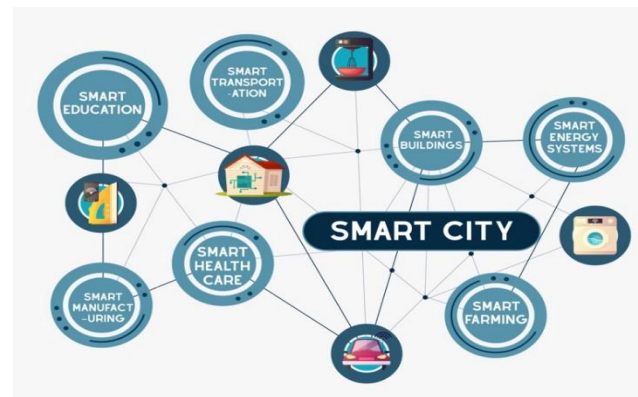 SMART
EDUCATION
SMART
TRANSPORT
-ATION
SMART
BUILDINGS
SMART
ENERGY
SYSTEMS
SMART CITY
SMART
HEALTH
CARE
SMART
MANUFACT
-URING
SMART
FARMING